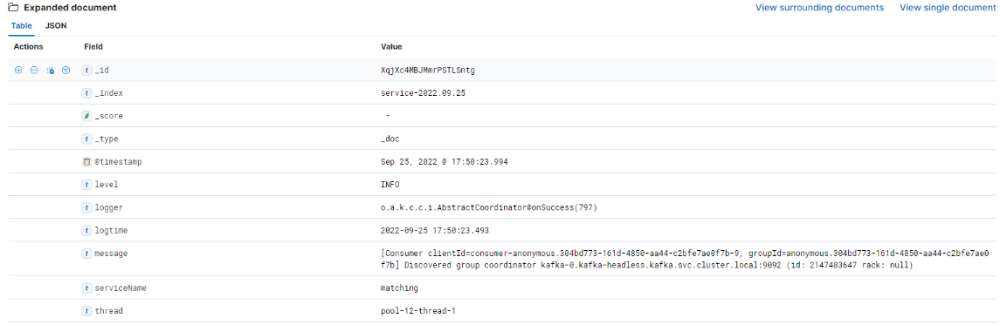 Expanded document View surrounding documents View single document
Table JSON
Actions Field Value
t _id XqjXc4MBJMmrPSTLSntg
t _index service-2022.09.25
# _score -
t _type _doc
@timestamp Sep 25, 2022 @ 17:50:23.994
t level INFO
t logger o.a.k.c.c.i.AbstractCoordinator@onSuccess(797)
t logtime 2022-09-25 17:50:23.493
t message [Consumer clientId=consumer-anonymous.304bd773-161d-4850-aa44-c2bfe7ae0f7b-9, groupId=anonymous.304bd773-161d-4850-aa44-c2bfe7ae0
f7b] Discovered group coordinator kafka-0.kafka-headless.kafka.svc.cluster.local:9092 (id: 2147483647 rack: null)
t serviceName matching
t thread pool-12-thread-1